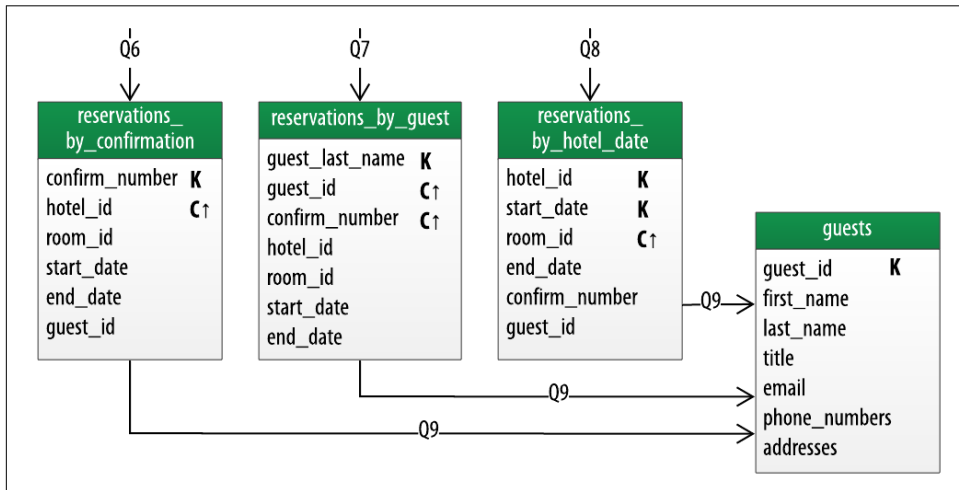 Q6
Q7
Q8
reservations_
by_confirmation
confirm_number K
hotel_id C↑
room_id
start_date
end_date
guest_id
reservations_by_guest
guest_last_name K
guest_id C↑
confirm_number C↑
hotel_id
room_id
start_date
end_date
reservations_
by_hotel_date
hotel_id K
start_date K
room_id C↑
end_date
confirm_number
guest_id
guests
guest_id K
first_name
last_name
title
email
phone_numbers
addresses
Q9
Q9
Q9